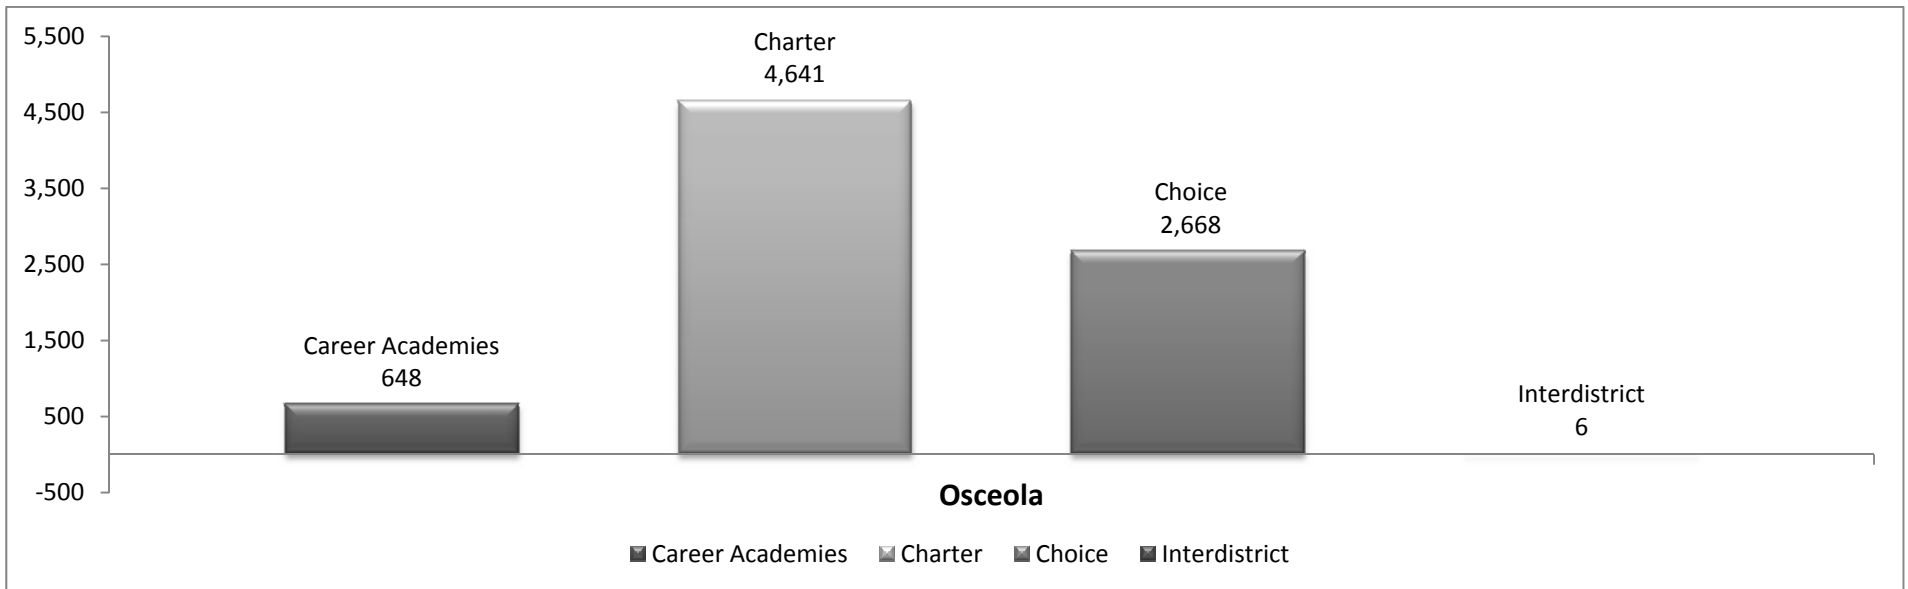 5,500
4,500
3,500
2,500
1,500
500
-500
Career Academies
648
Charter
4,641
Choice
2,668
Interdistrict
6
Osceola
Career Academies Charter Choice Interdistrict